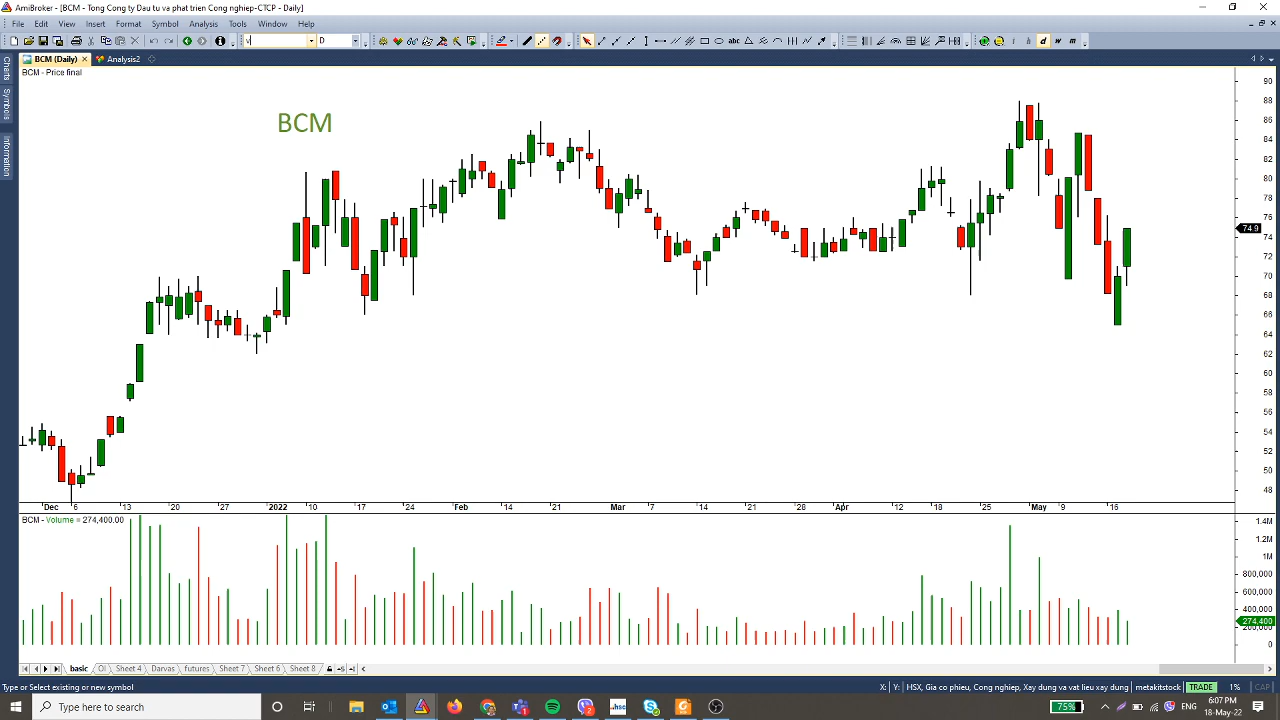 AmiBroker - [BCM - Tong Cong ty Dau tu va phat trien Cong nghiep-CTCP - Daily]
File Edit View Insert Format Symbol Analysis Tools Window Help
v D abc i h d w m
BCM (Daily) Analysis2
Charts
Symbols
Information
BCM - Price final
BCM
90
88
86
84
82
80
78
76
74.9
74
72
70
68
66
64
62
60
58
56
54
52
50
48
Dec 6 13 20 27 2022 10 17 24 Feb 14 21 Mar 7 14 21 28 Apr 12 18 25 May 9 16
BCM - Volume = 274,400.00
1.4M
1.2M
1M
800,000
600,000
400,000
274,400
200,000
0
basic OI Sheet 4 Darvas futures Sheet 7 Sheet 6 Sheet 8
Type or Select existing or new symbol X: Y: HSX, Gia co phieu, Cong nghiep, Xay dung va vat lieu xay dung metakitstock TRADE 1% CAP
Type here to search 75% ENG 6:07 PM
18-May-22